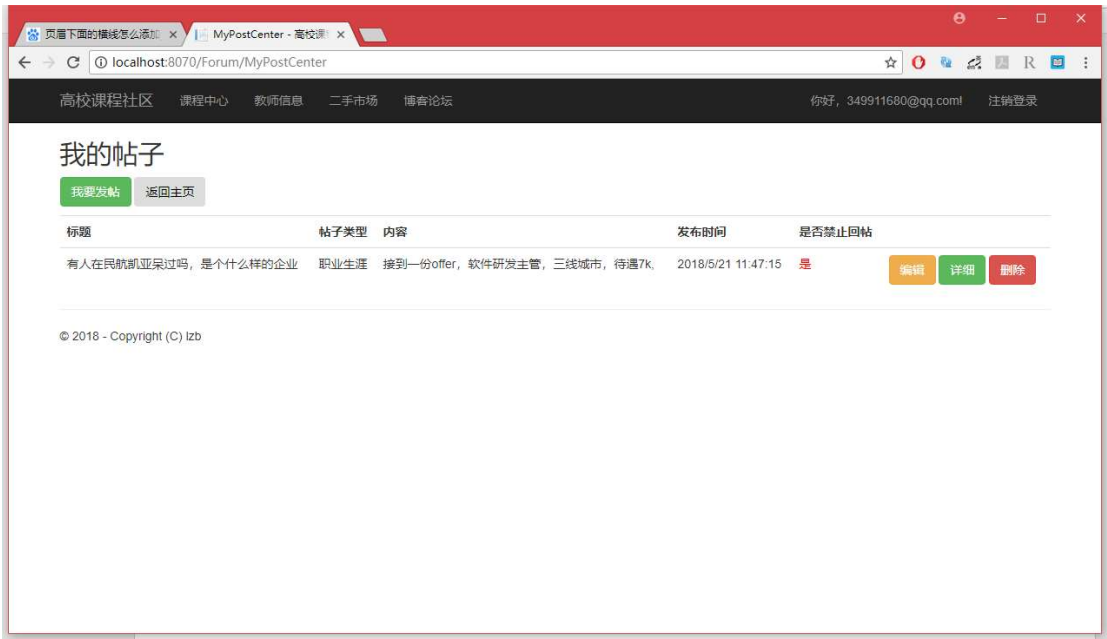 页眉下面的横线怎么添加
MyPostCenter - 高校课
localhost:8070/Forum/MyPostCenter
高校课程社区 课程中心 教师信息 二手市场 博客论坛 你好，349911680@qq.com! 注销登录
我的帖子
我要发帖 返回主页
标题 帖子类型 内容 发布时间 是否禁止回帖
有人在民航凯亚呆过吗，是个什么样的企业 职业生涯 接到一份offer，软件研发主管，三线城市，待遇7k, 2018/5/21 11:47:15 是 编辑 详细 删除
© 2018 - Copyright (C) lzb